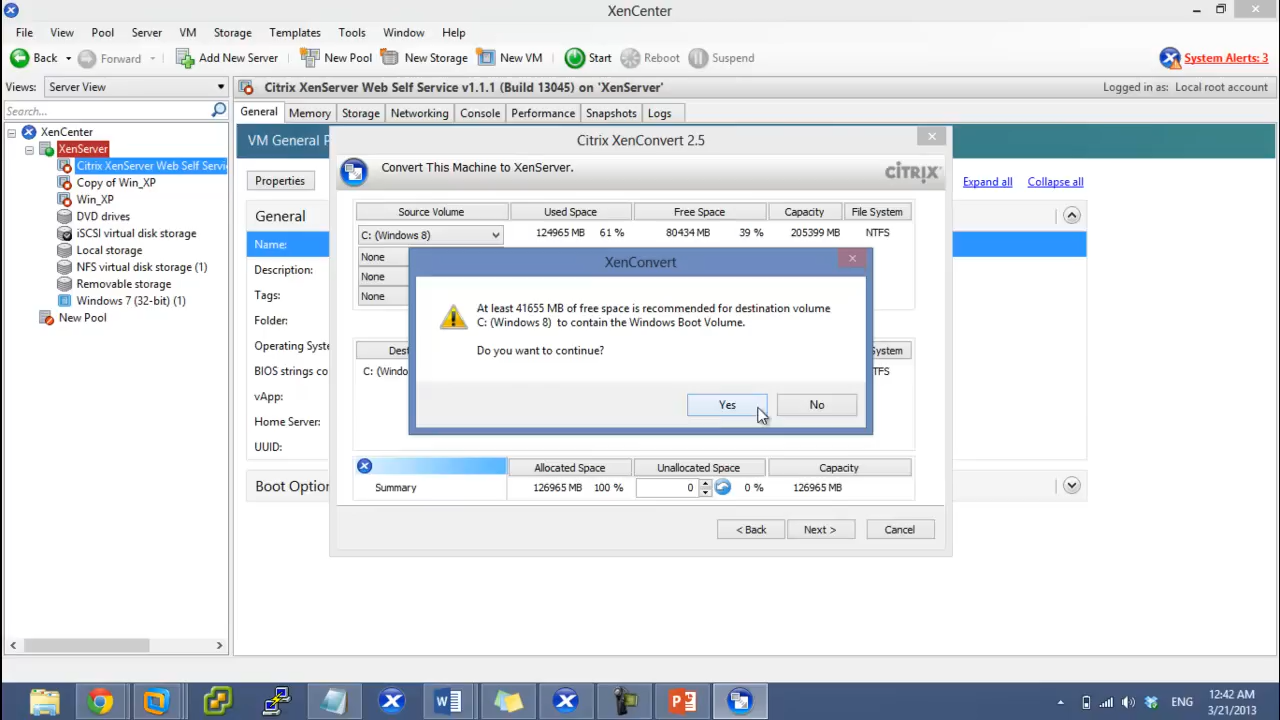 XenCenter
File View Pool Server VM Storage Templates Tools Window Help
Back Forward Add New Server New Pool New Storage New VM Start Reboot Suspend System Alerts: 3
Views: Server View
Citrix XenServer Web Self Service v1.1.1 (Build 13045) on 'XenServer' Logged in as: Local root account
Search...
General Memory Storage Networking Console Performance Snapshots Logs
XenCenter
XenServer
Citrix XenServer Web Self Servi
Copy of Win_XP
Win_XP
DVD drives
iSCSI virtual disk storage
Local storage
NFS virtual disk storage (1)
Removable storage
Windows 7 (32-bit) (1)
New Pool
VM General P
Properties
Expand all Collapse all
General
Name:
Description:
Tags:
Folder:
Operating Syste
BIOS strings co
vApp:
Home Server:
UUID:
Boot Option
Citrix XenConvert 2.5
Convert This Machine to XenServer.
CİTRIX
Source Volume Used Space Free Space Capacity File System
C: (Windows 8) 124965 MB 61 % 80434 MB 39 % 205399 MB NTFS
None
None
None
Dest ystem
C: (Windo TFS
XenConvert
At least 41655 MB of free space is recommended for destination volume
C: (Windows 8) to contain the Windows Boot Volume.
Do you want to continue?
Yes No
Allocated Space Unallocated Space Capacity
Summary 126965 MB 100 % 0 0 % 126965 MB
< Back Next > Cancel
ENG
12:42 AM
3/21/2013